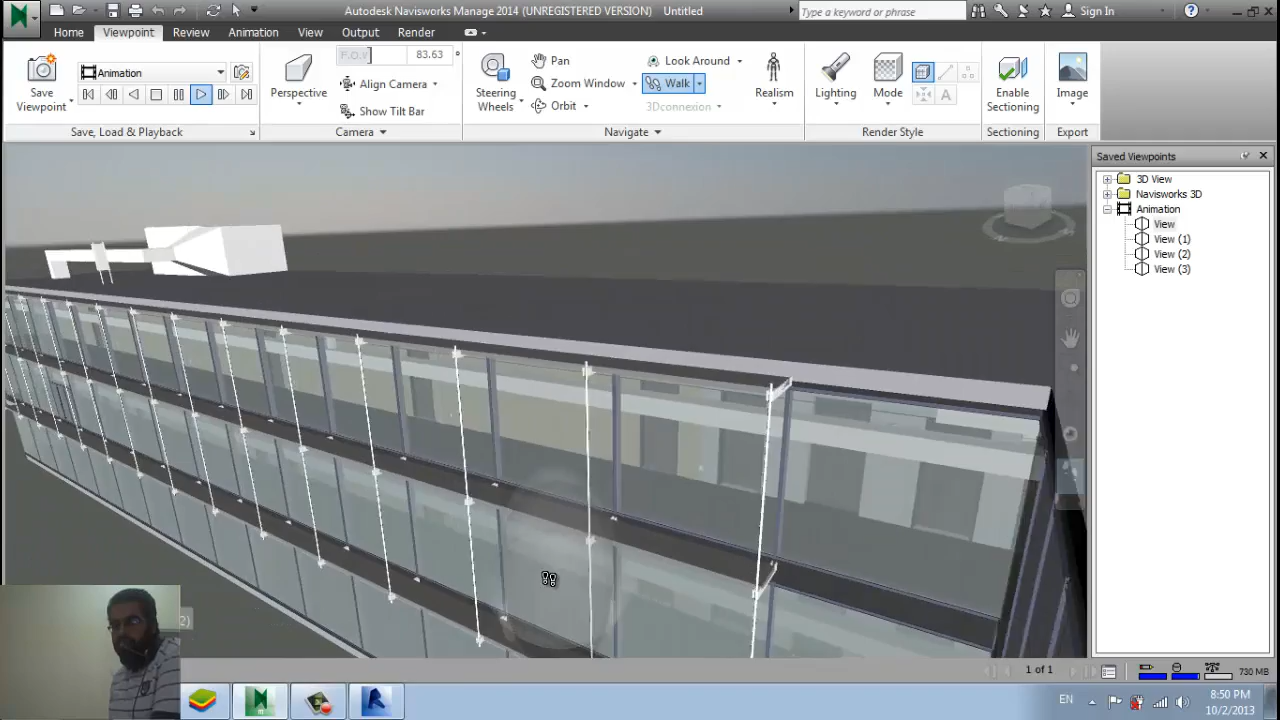 Autodesk Navisworks Manage 2014 (UNREGISTERED VERSION) Untitled
Type a keyword or phrase
Sign In
Home Viewpoint Review Animation View Output Render
Save Viewpoint
Animation
Save, Load & Playback
Perspective
F.O.V. 83.63
Align Camera
Show Tilt Bar
Camera
Steering Wheels
Pan
Zoom Window
Orbit
Look Around
Walk
3Dconnexion
Navigate
Realism
Lighting
Mode
Render Style
Enable Sectioning
Sectioning
Image
Export
Saved Viewpoints
3D View
Navisworks 3D
Animation
View
View (1)
View (2)
View (3)
2)
1 of 1
730 MB
EN
8:50 PM
10/2/2013